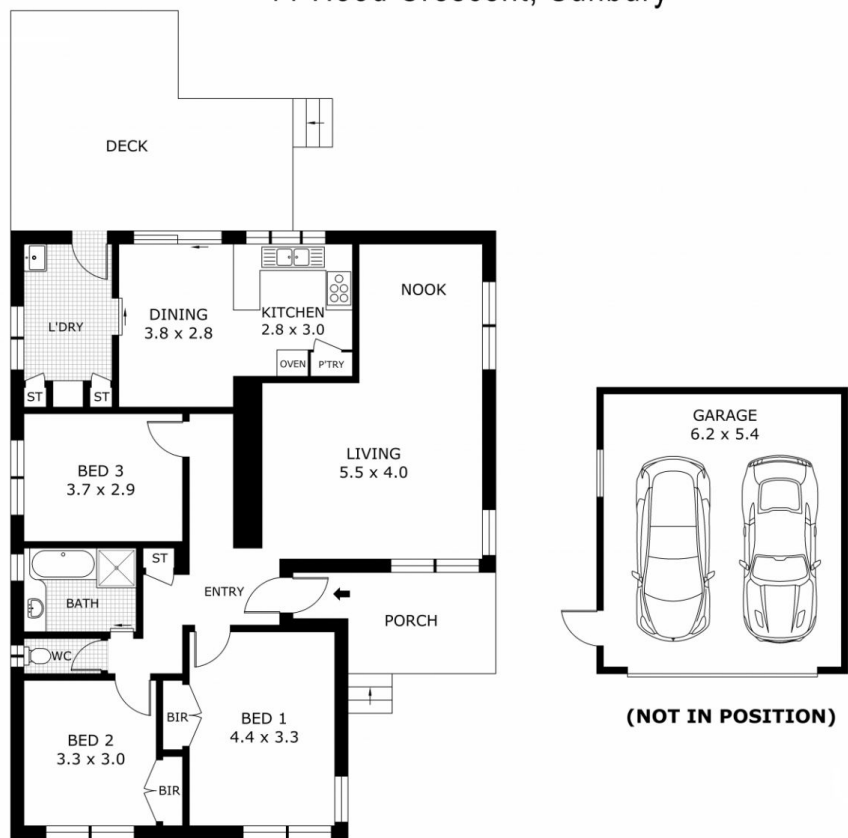 Crescent, Sunbury
DECK
NOOK
DINING
3.8 x 2.8
KITCHEN
2.8 x 3.0
L'DRY
OVEN
P'TRY
ST
ST
GARAGE
6.2 x 5.4
LIVING
5.5 x 4.0
BED 3
3.7 x 2.9
ST
ENTRY
BATH
PORCH
WC
BIR
BED 1
4.4 x 3.3
(NOT IN POSITION)
BED 2
3.3 x 3.0
BIR